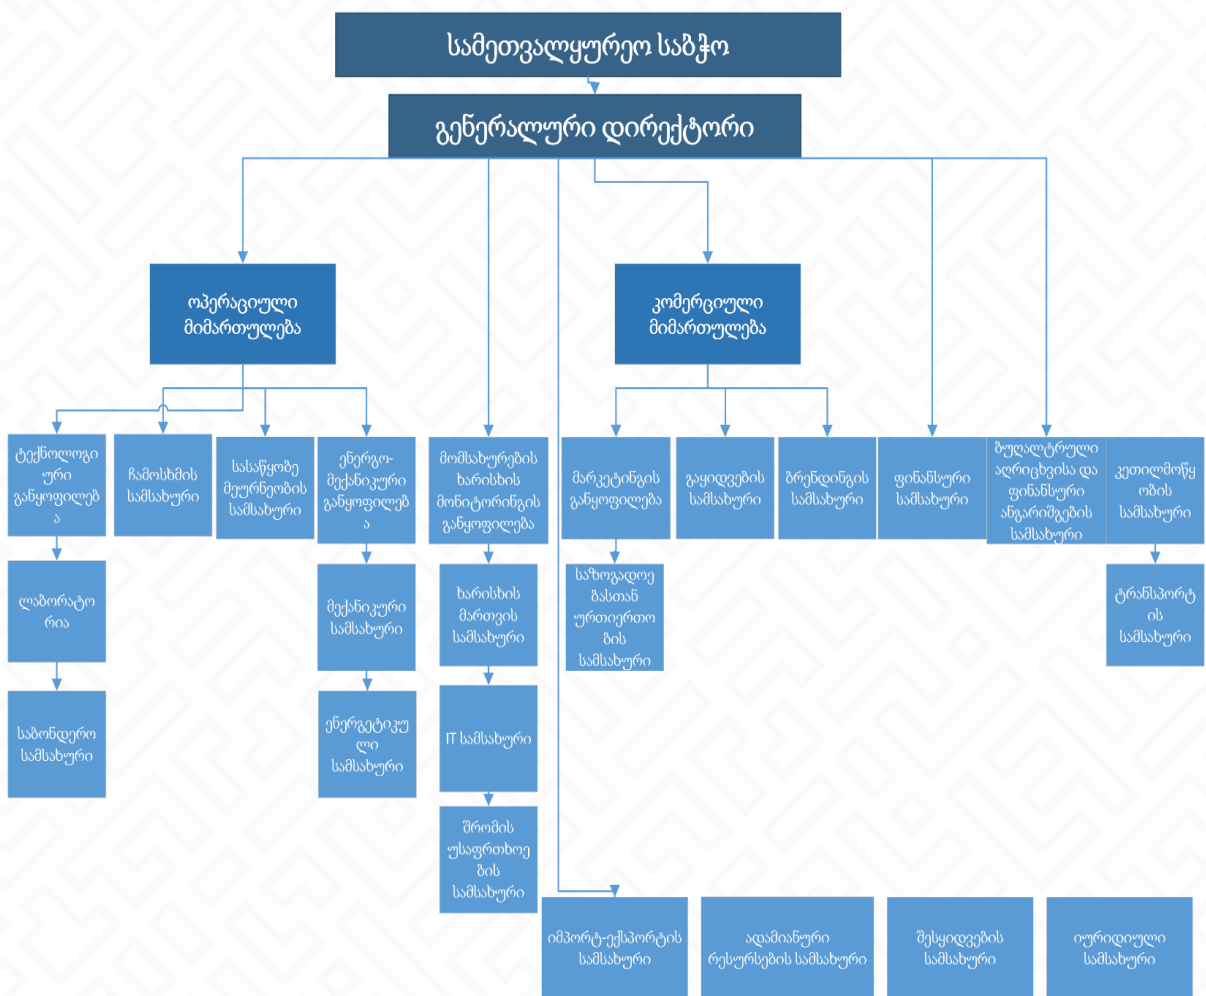 სამეთვალყურეო საბჭო
გენერალური დირექტორი
ოპერაციული
მიმართულება
კომერციული
მიმართულება
ტექნოლოგი
ური
განყოფილებ
ა
ჩამოსხმის
სამსახური
სასაწყობე
მეურნეობის
სამსახური
ენერგო-
მექანიკური
განყოფილებ
ა
მომსახურების
ხარისხის
მონიტორინგის
განყოფილება
მარკეტინგის
განყოფილება
გაყიდვების
სამსახური
ბრენდინგის
სამსახური
ფინანსური
სამსახური
ბუღალტრული
აღრიცხვისა და
ფინანსური
ანგარიშგების
სამსახური
კეთილმოწყ
ობის
სამსახური
ლაბორატო
რია
მექანიკური
სამსახური
ხარისხის
მართვის
სამსახური
საზოგადოე
ბასთან
ურთიერთო
ბის
სამსახური
ტრანსპორტ
ის
სამსახური
საბონდერო
სამსახური
ენერგეტიკუ
ლი
სამსახური
IT სამსახური
შრომის
უსაფრთხოე
ბის
სამსახური
იმპორტ-ექსპორტის
სამსახური
ადამიანური
რესურსების სამსახური
შესყიდვების
სამსახური
იურიდიული
სამსახური